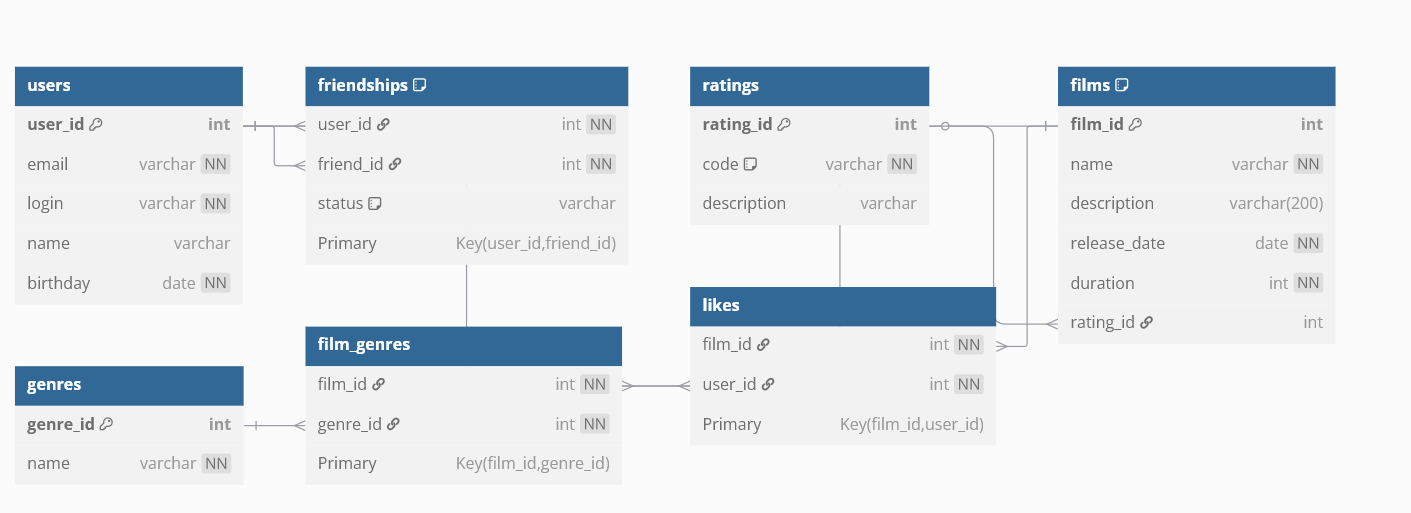 users
user_id int
email varchar NN
login varchar NN
name varchar
birthday date NN
friendships
user_id int NN
friend_id int NN
status varchar
Primary Key(user_id,friend_id)
ratings
rating_id int
code varchar NN
description varchar
films
film_id int
name varchar NN
description varchar(200)
release_date date NN
duration int NN
rating_id int
genres
genre_id int
name varchar NN
film_genres
film_id int NN
genre_id int NN
Primary Key(film_id,genre_id)
likes
film_id int NN
user_id int NN
Primary Key(film_id,user_id)